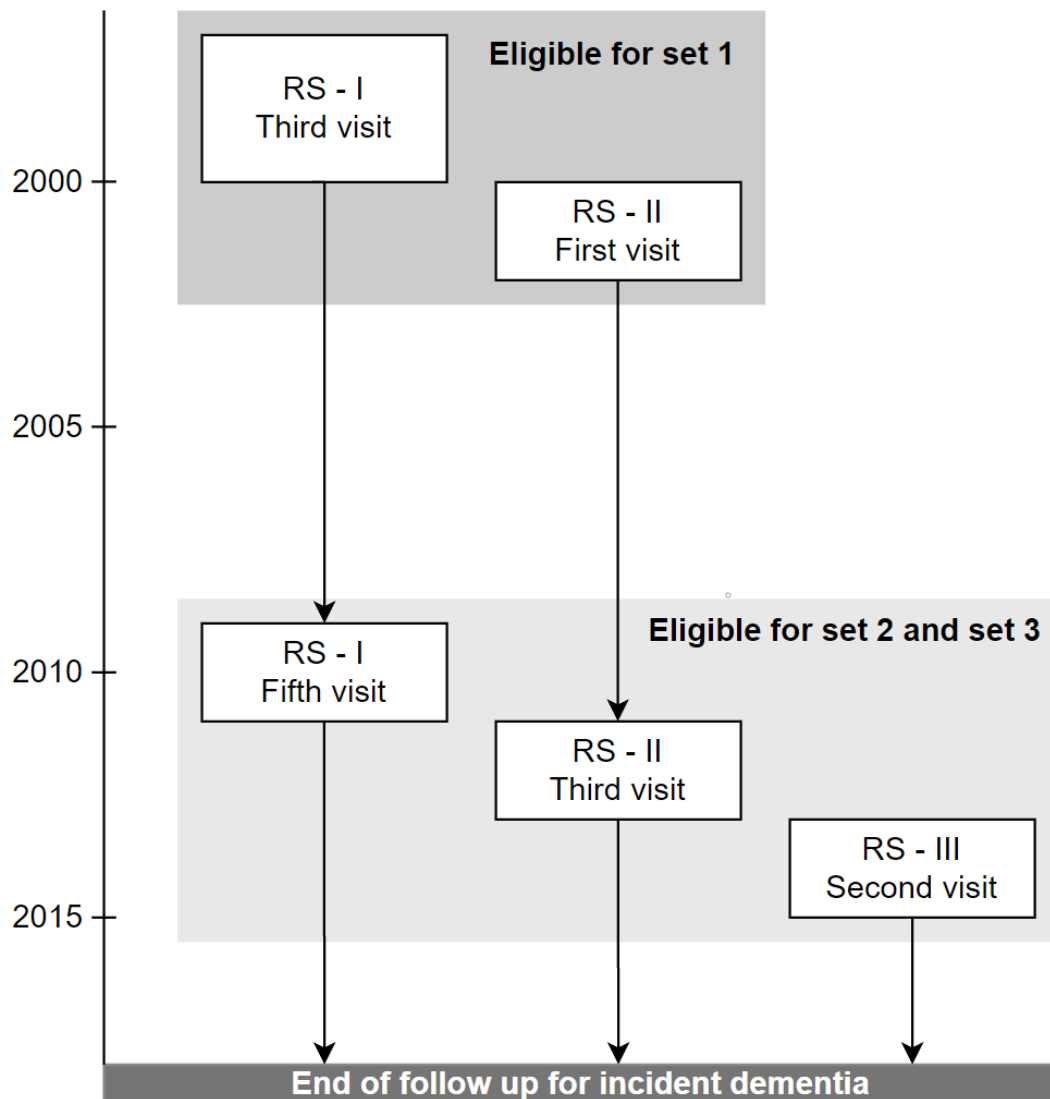 Eligible for set 1
RS - I
Third visit
2000
RS - II
First visit
2005
Eligible for set 2 and set 3
RS - I
Fifth visit
2010
RS - II
Third visit
RS - III
Second visit
2015
End of follow up for incident dementia